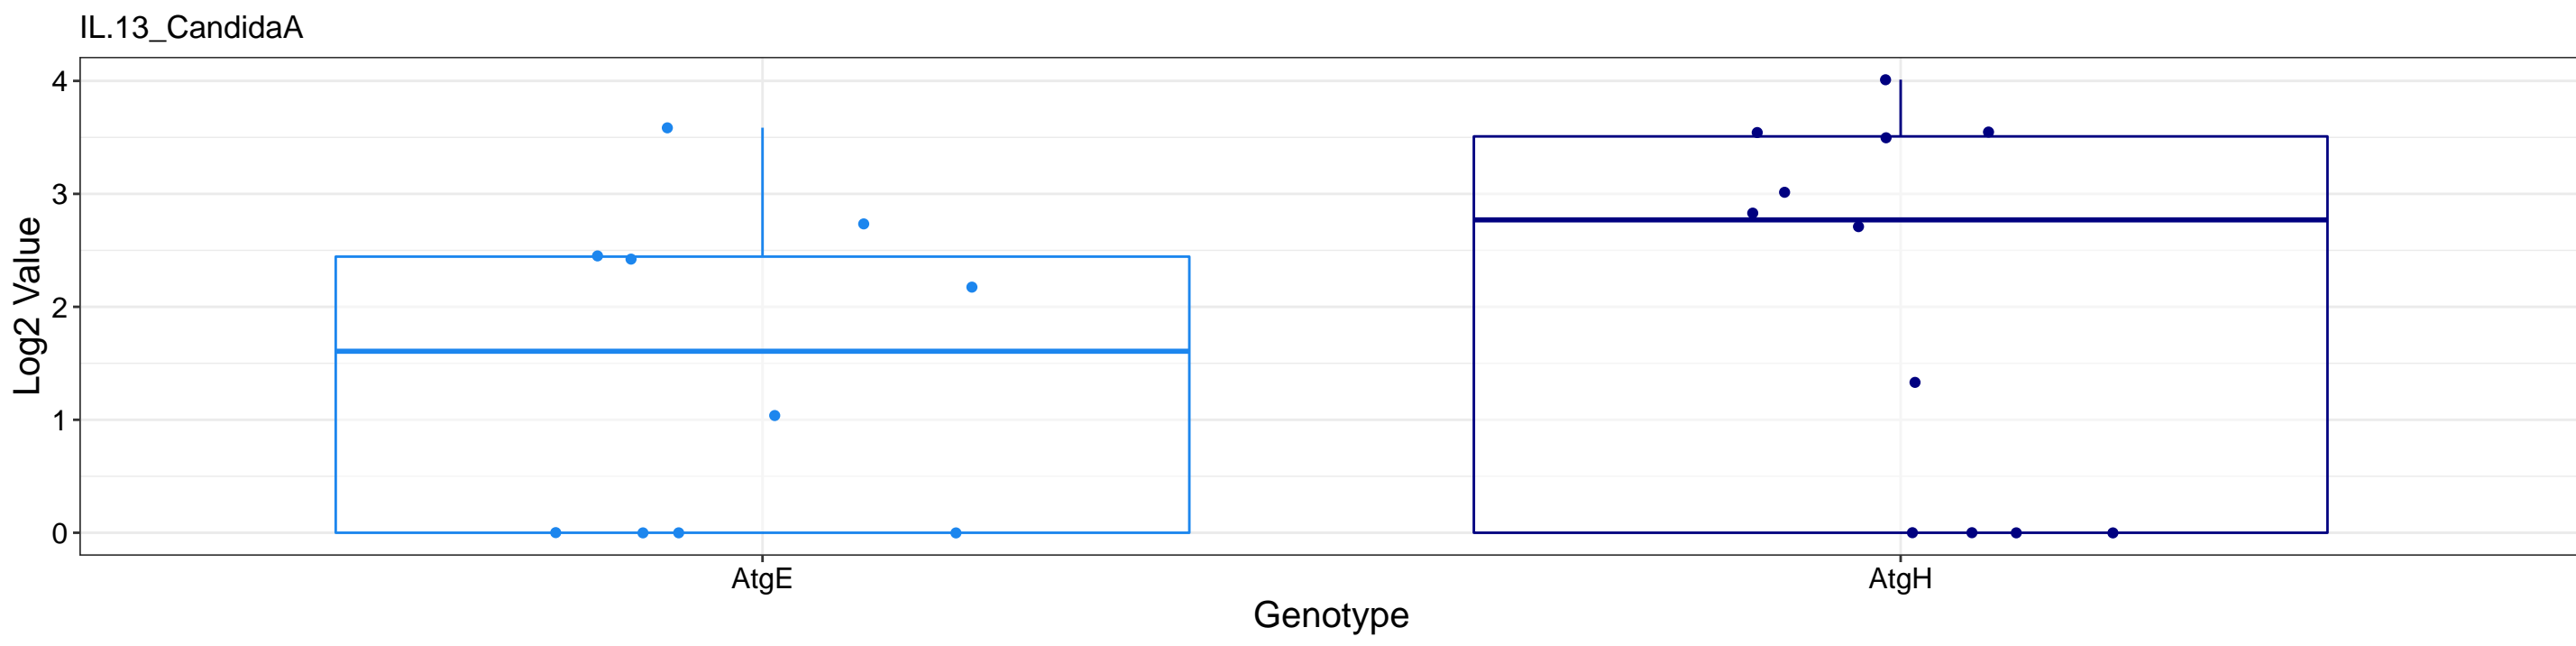 IL.13_CandidaA
Log2 Value
4
3
2
1
0
AtgE
AtgH
Genotype